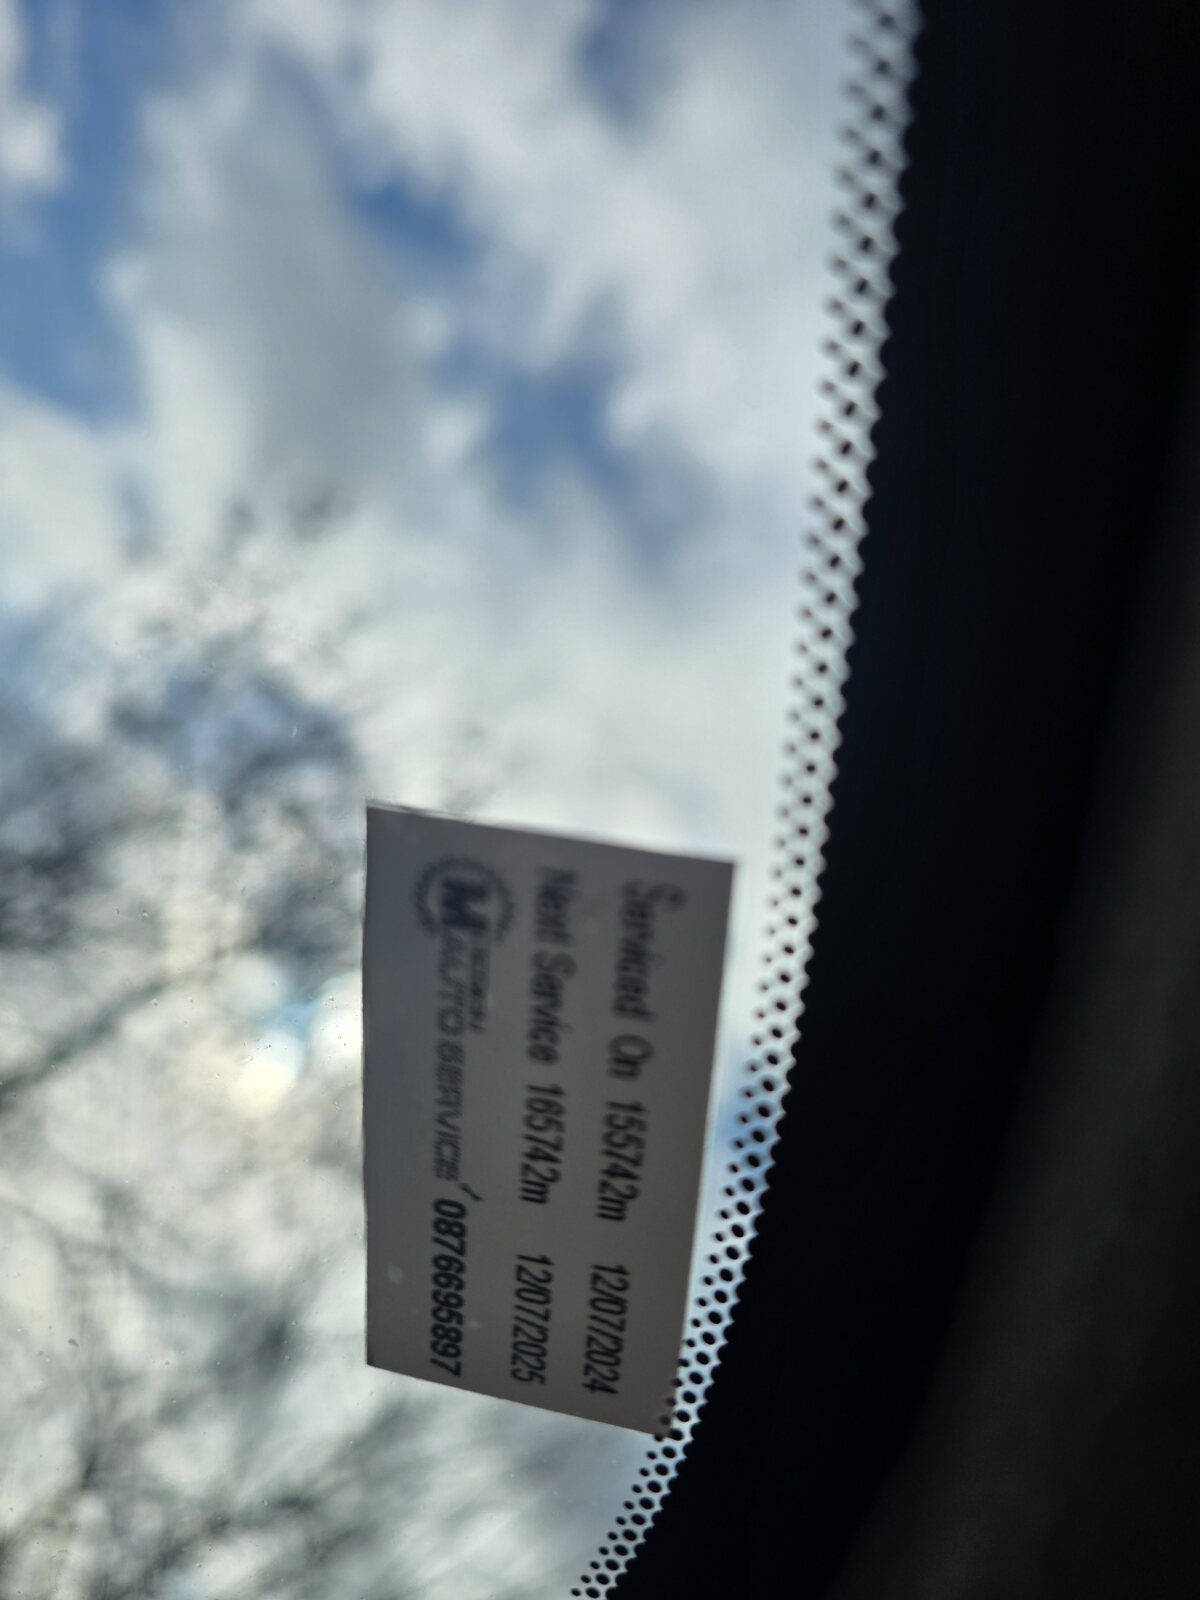 Serviced On 155742m 12/07/2024
Next Service 165742m 12/07/2025
M AUTO SERVICE 0876695897